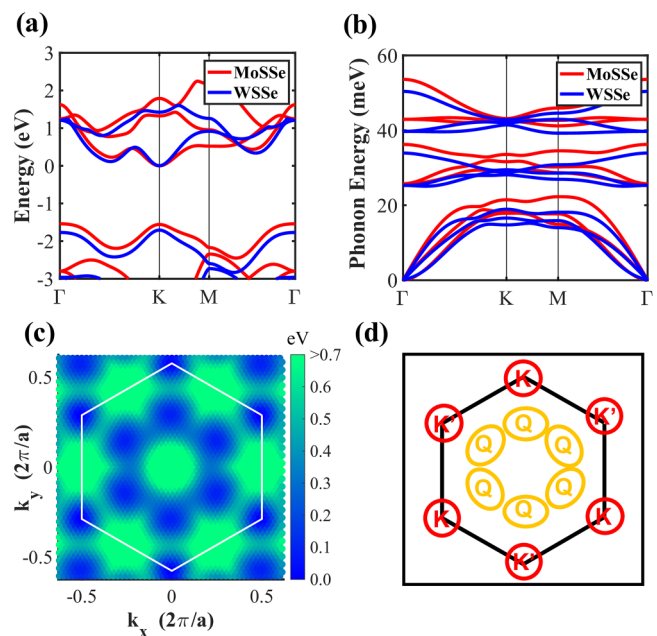 (a)
3
2
1
0
-1
-2
-3
Energy (eV)
MoSSe
WSSe
Γ
K
M
Γ
(b)
60
40
20
0
Phonon Energy (meV)
MoSSe
WSSe
Γ
K
M
Γ
(c)
eV
>0.7
0.6
0.5
0.4
0.3
0.2
0.1
0.0
0.5
0
-0.5
k_y (2π/a)
-0.5
0
0.5
k_x (2π/a)
(d)
K
K'
K'
Q
Q
Q
Q
Q
Q
K
K
K'